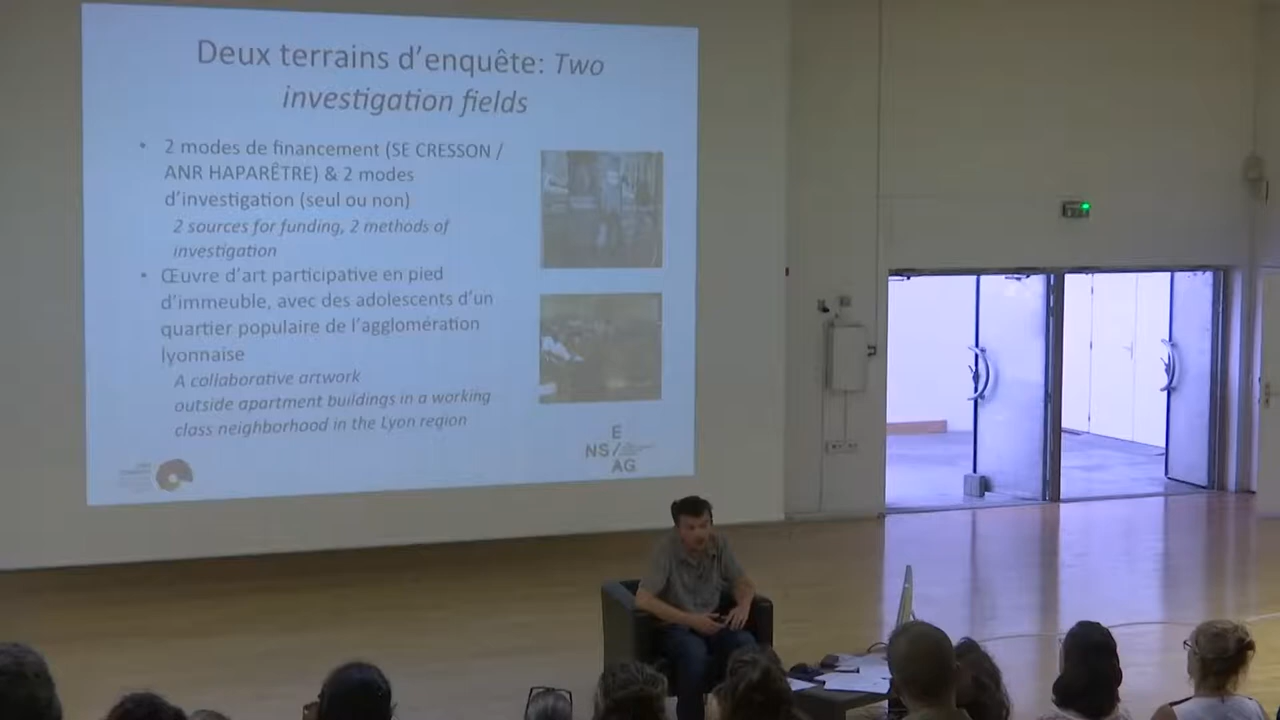 Deux terrains d'enquête: Two
investigation fields
• 2 modes de financement (SE CRESSON /
ANR HAPARÊTRE) & 2 modes
d'investigation (seul ou non)
2 sources for funding, 2 methods of
investigation
• Œuvre d'art participative en pied
d'immeuble, avec des adolescents d'un
quartier populaire de l'agglomération
lyonnaise
A collaborative artwork
outside apartment buildings in a working
class neighborhood in the Lyon region
E
NS/
AG